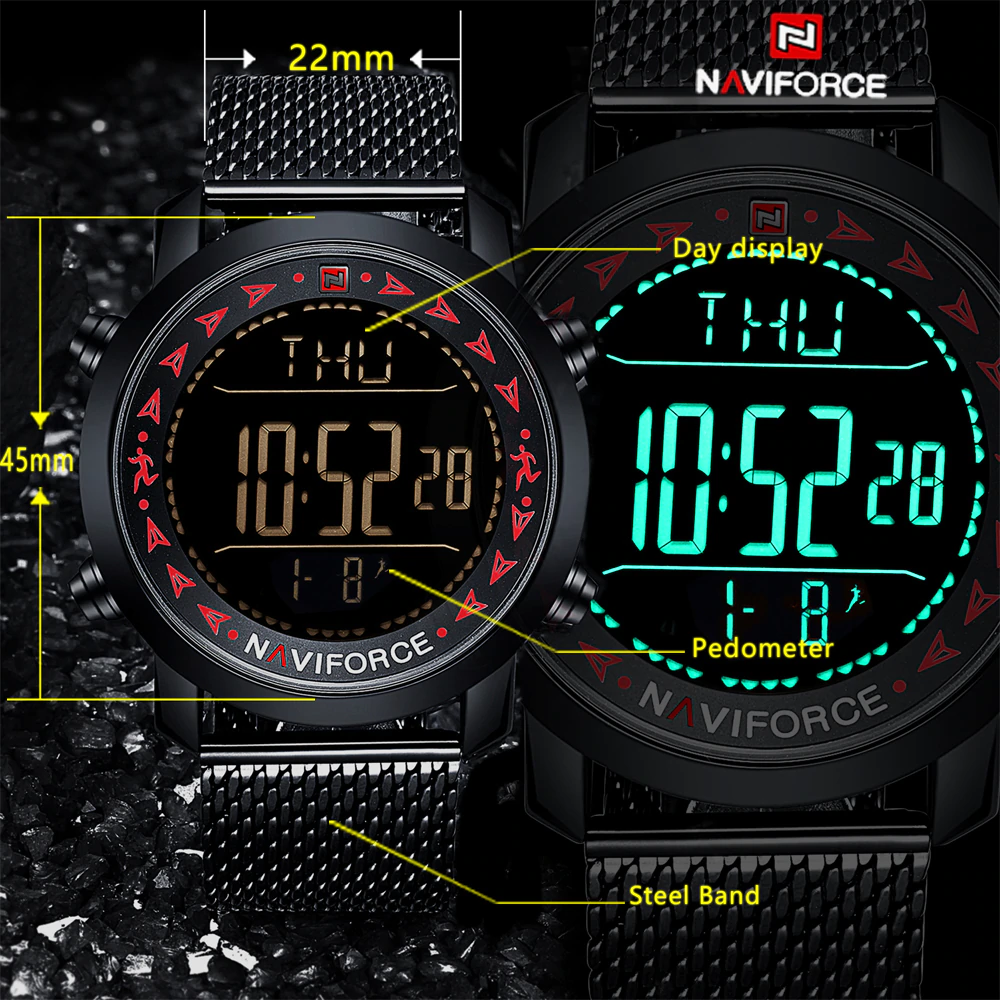 22mm
NAVIFORCE
Day display
THU
THU
45mm
10:52 28
10:52 28
1- 8
1- 8
Pedometer
NAVIFORCE
NAVIFORCE
Steel Band